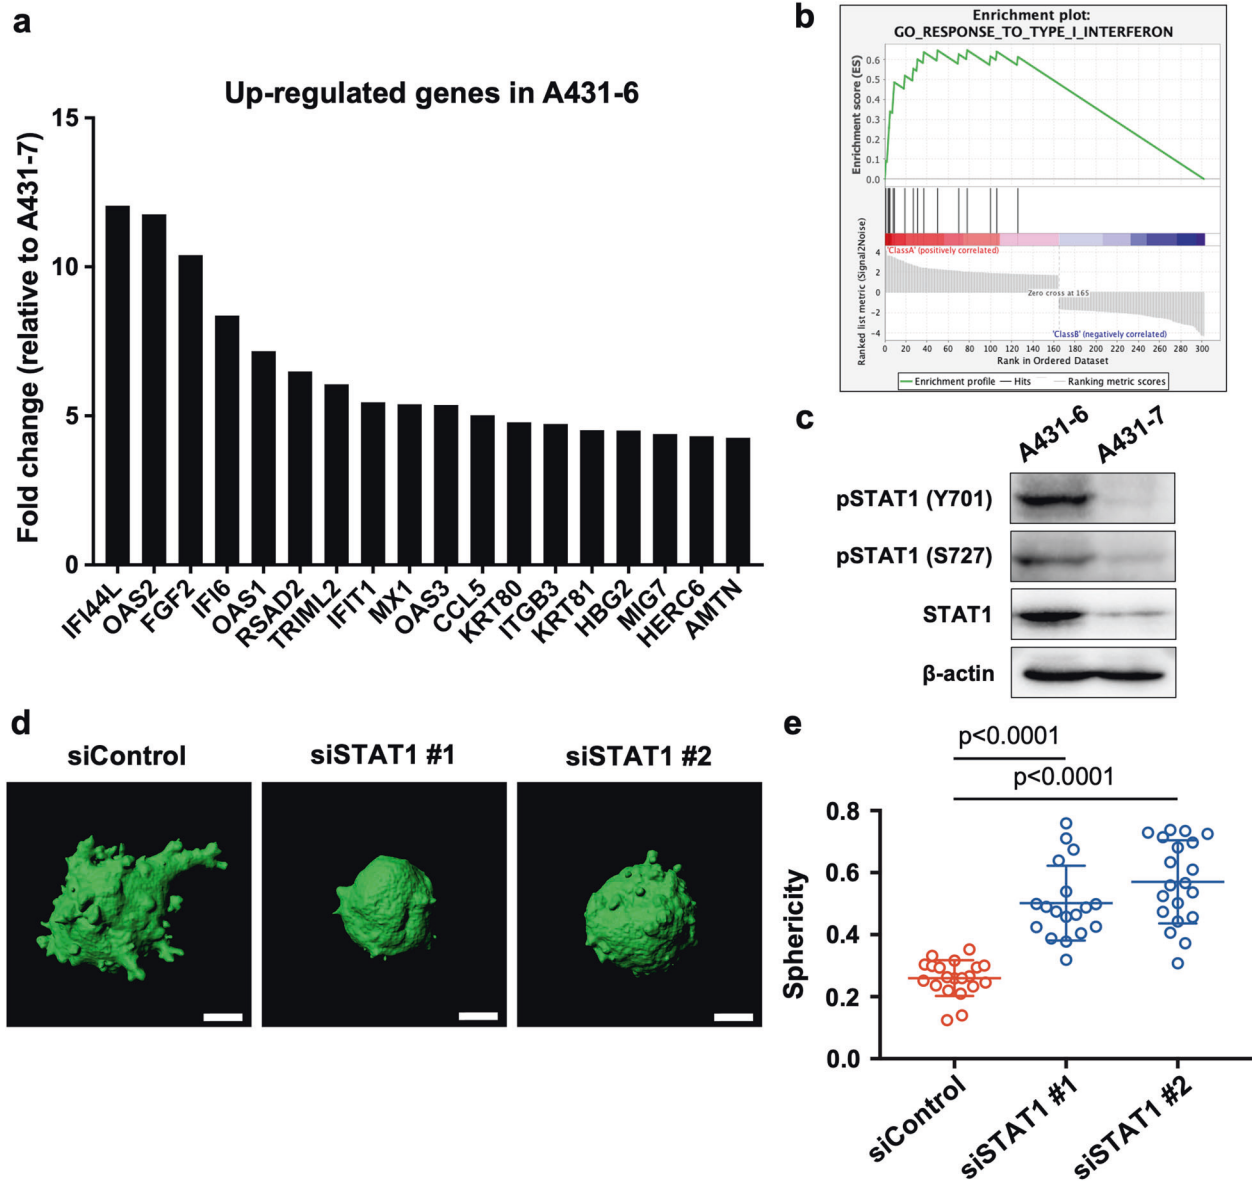 a
Up-regulated genes in A431-6
Fold change (relative to A431-7)
15
10
5
0
IFI44L
OAS2
FGF2
IFI6
OAS1
RSAD2
TRIML2
IFIT1
MX1
OAS3
CCL5
KRT80
ITGB3
KRT81
HBG2
MIG7
HERC6
AMTN
b
Enrichment plot:
GO_RESPONSE_TO_TYPE_I_INTERFERON
Enrichment score (ES)
0.6
0.5
0.4
0.3
0.2
0.1
0.0
Ranked list metric (Signal2Noise)
'ClassA' (positively correlated)
4
2
0
-2
-4
Zero cross at 165
'ClassB' (negatively correlated)
0 20 40 60 80 100 120 140 160 180 200 220 240 260 280 300
Rank in Ordered Dataset
Enrichment profile Hits Ranking metric scores
c
A431-6 A431-7
pSTAT1 (Y701)
pSTAT1 (S727)
STAT1
β-actin
d
siControl siSTAT1 #1 siSTAT1 #2
e
p<0.0001
p<0.0001
Sphericity
0.8
0.6
0.4
0.2
0.0
siControl
siSTAT1 #1
siSTAT1 #2